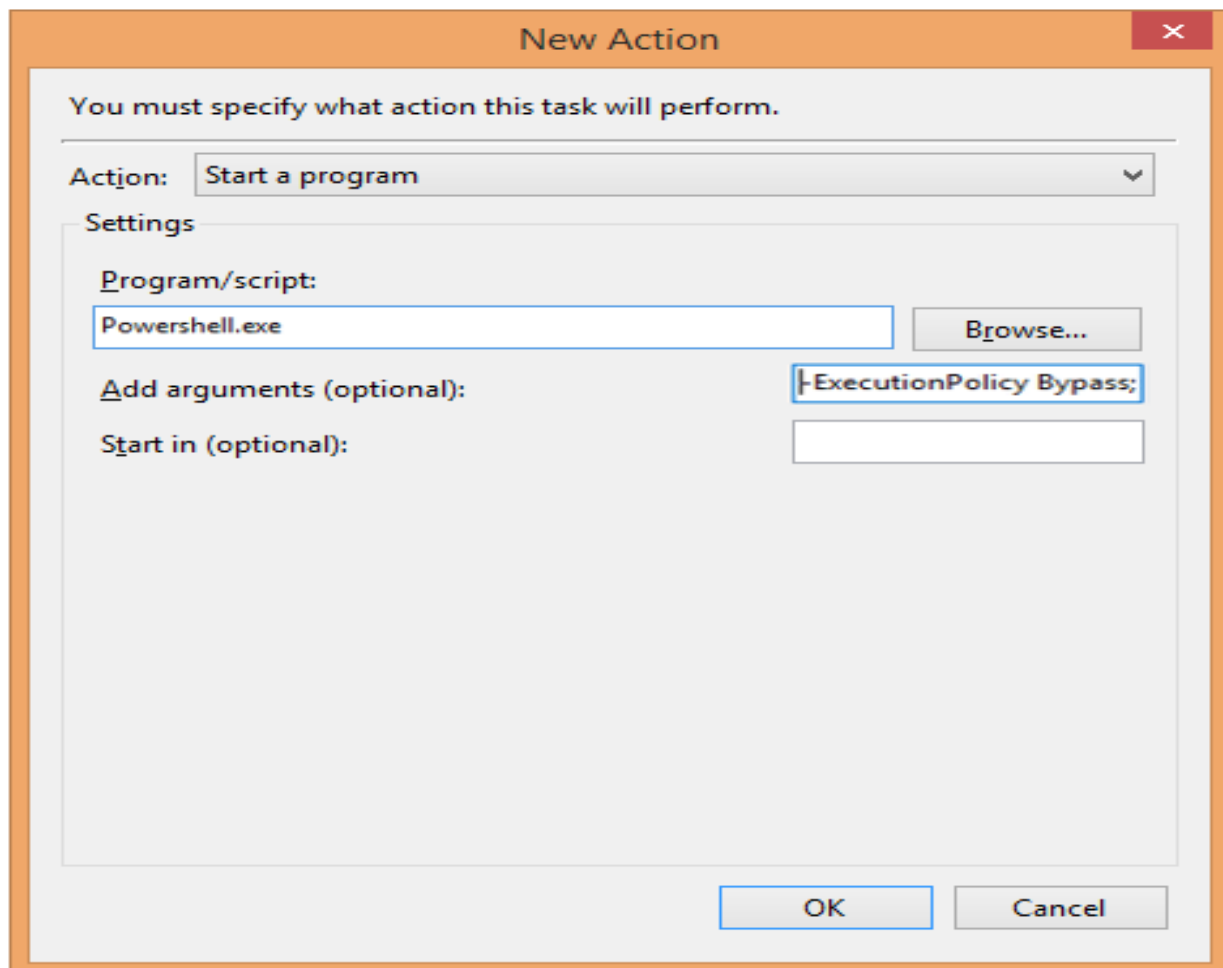 New Action
You must specify what action this task will perform.
Action: Start a program
Settings
Program/script:
Powershell.exe Browse...
Add arguments (optional): -ExecutionPolicy Bypass;
Start in (optional):
OK Cancel